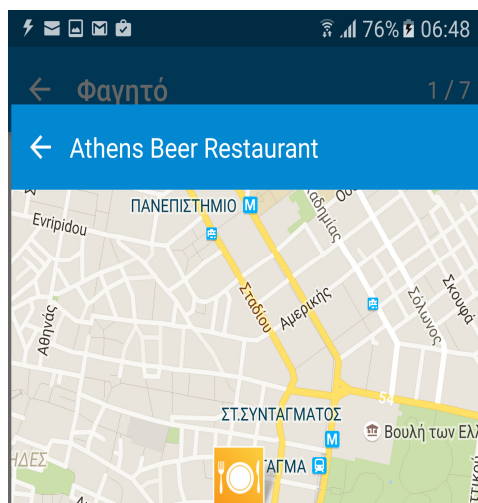 76% 06:48
Φαγητό 1 / 7
Athens Beer Restaurant
ΠΑΝΕΠΙΣΤΗΜΙΟ M
Evripidou
Σταδίου
Αμερικής
Σόλωνος
Σκουφά
Αθηνάς
54
ΣΤ.ΣΥΝΤΑΓΜΑΤΟΣ
M
Βουλή των Ελλ